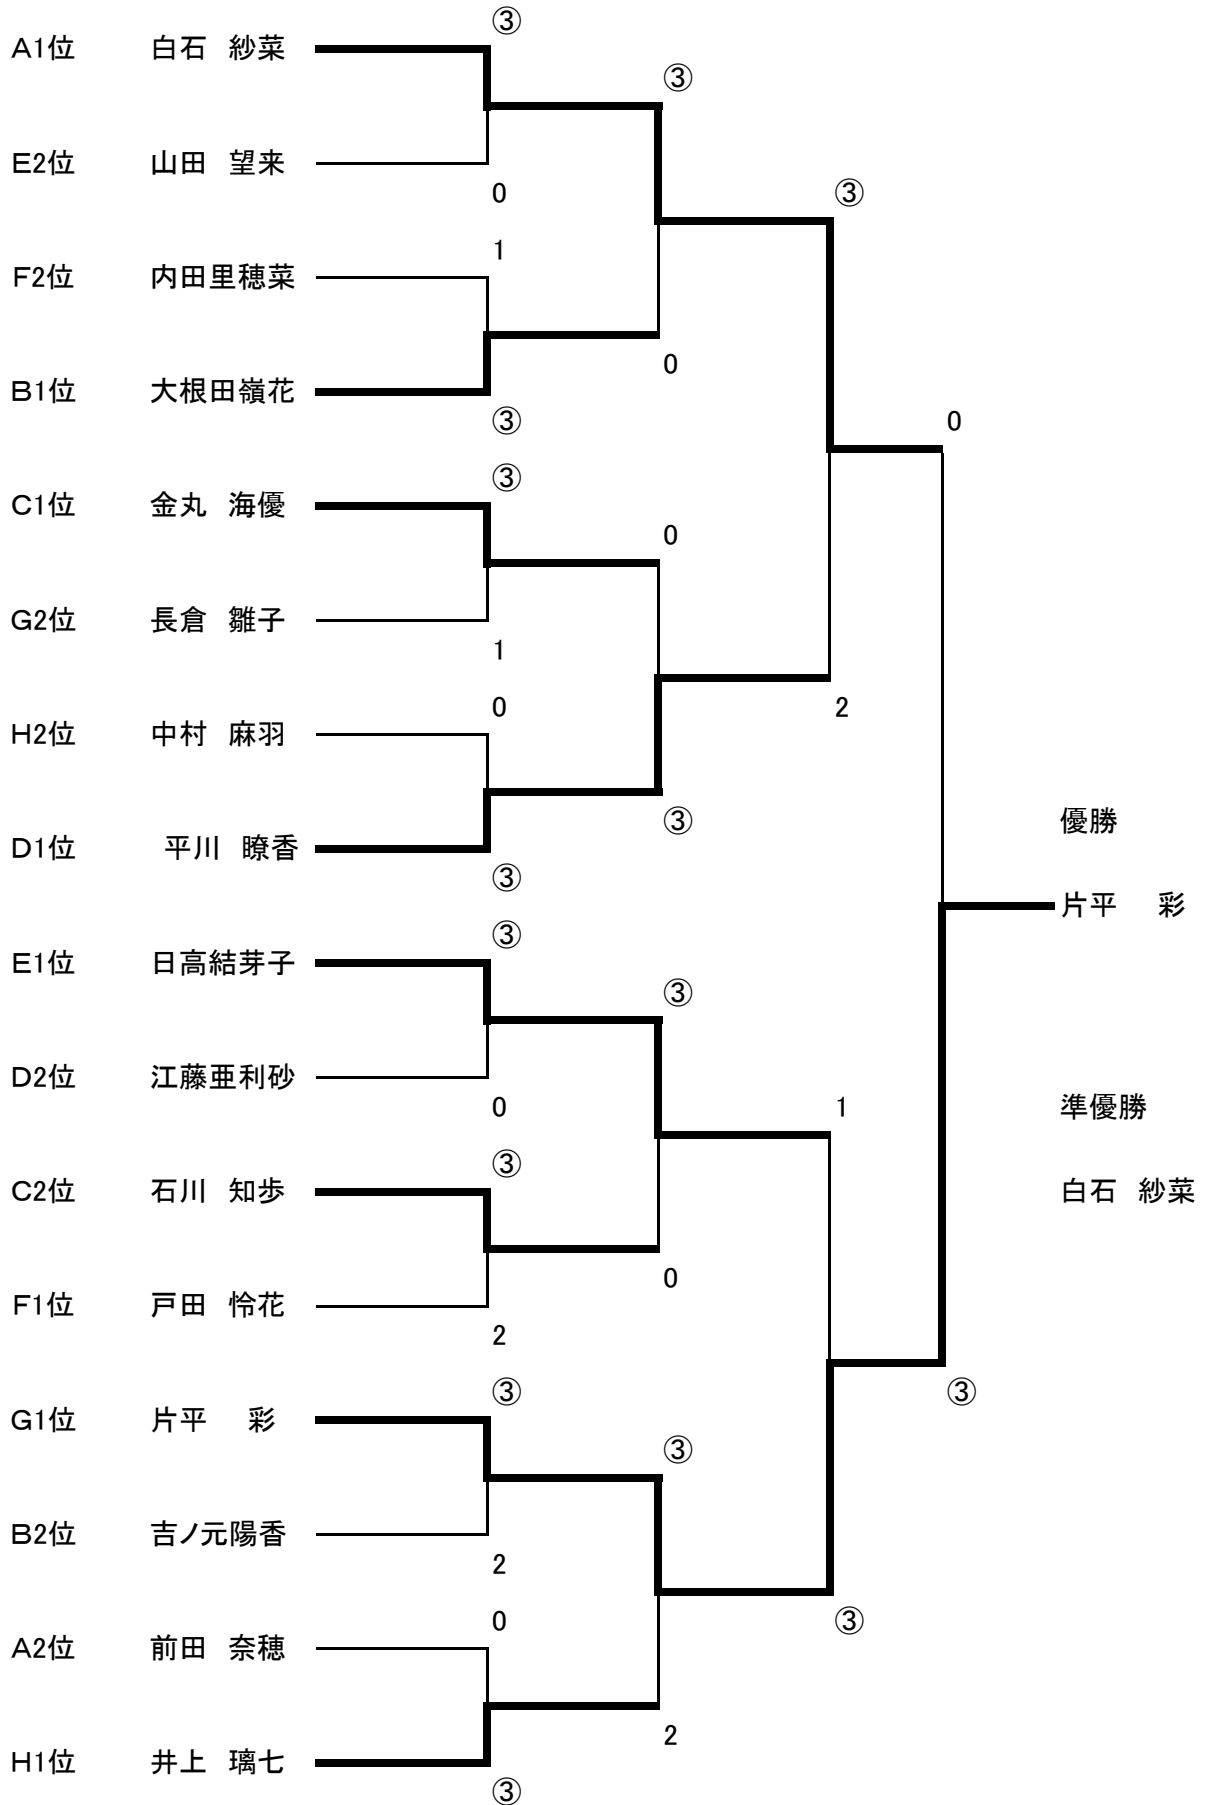 ③
A1位 白石 紗菜
③
E2位 山田 望来
0
③
1
F2位 内田里穂菜
0
B1位 大根田嶺花
③
0
③
C1位 金丸 海優
0
G2位 長倉 雛子
1
0
2
H2位 中村 麻羽
③
優勝
D1位 平川 瞭香
③
片平 彩
③
E1位 日高結芽子
③
D2位 江藤亜利砂
0
1
準優勝
③
C2位 石川 知歩
白石 紗菜
0
F1位 戸田 怜花
2
③
③
G1位 片平 彩
③
B2位 吉ノ元陽香
2
0
③
A2位 前田 奈穂
2
H1位 井上 璃七
③